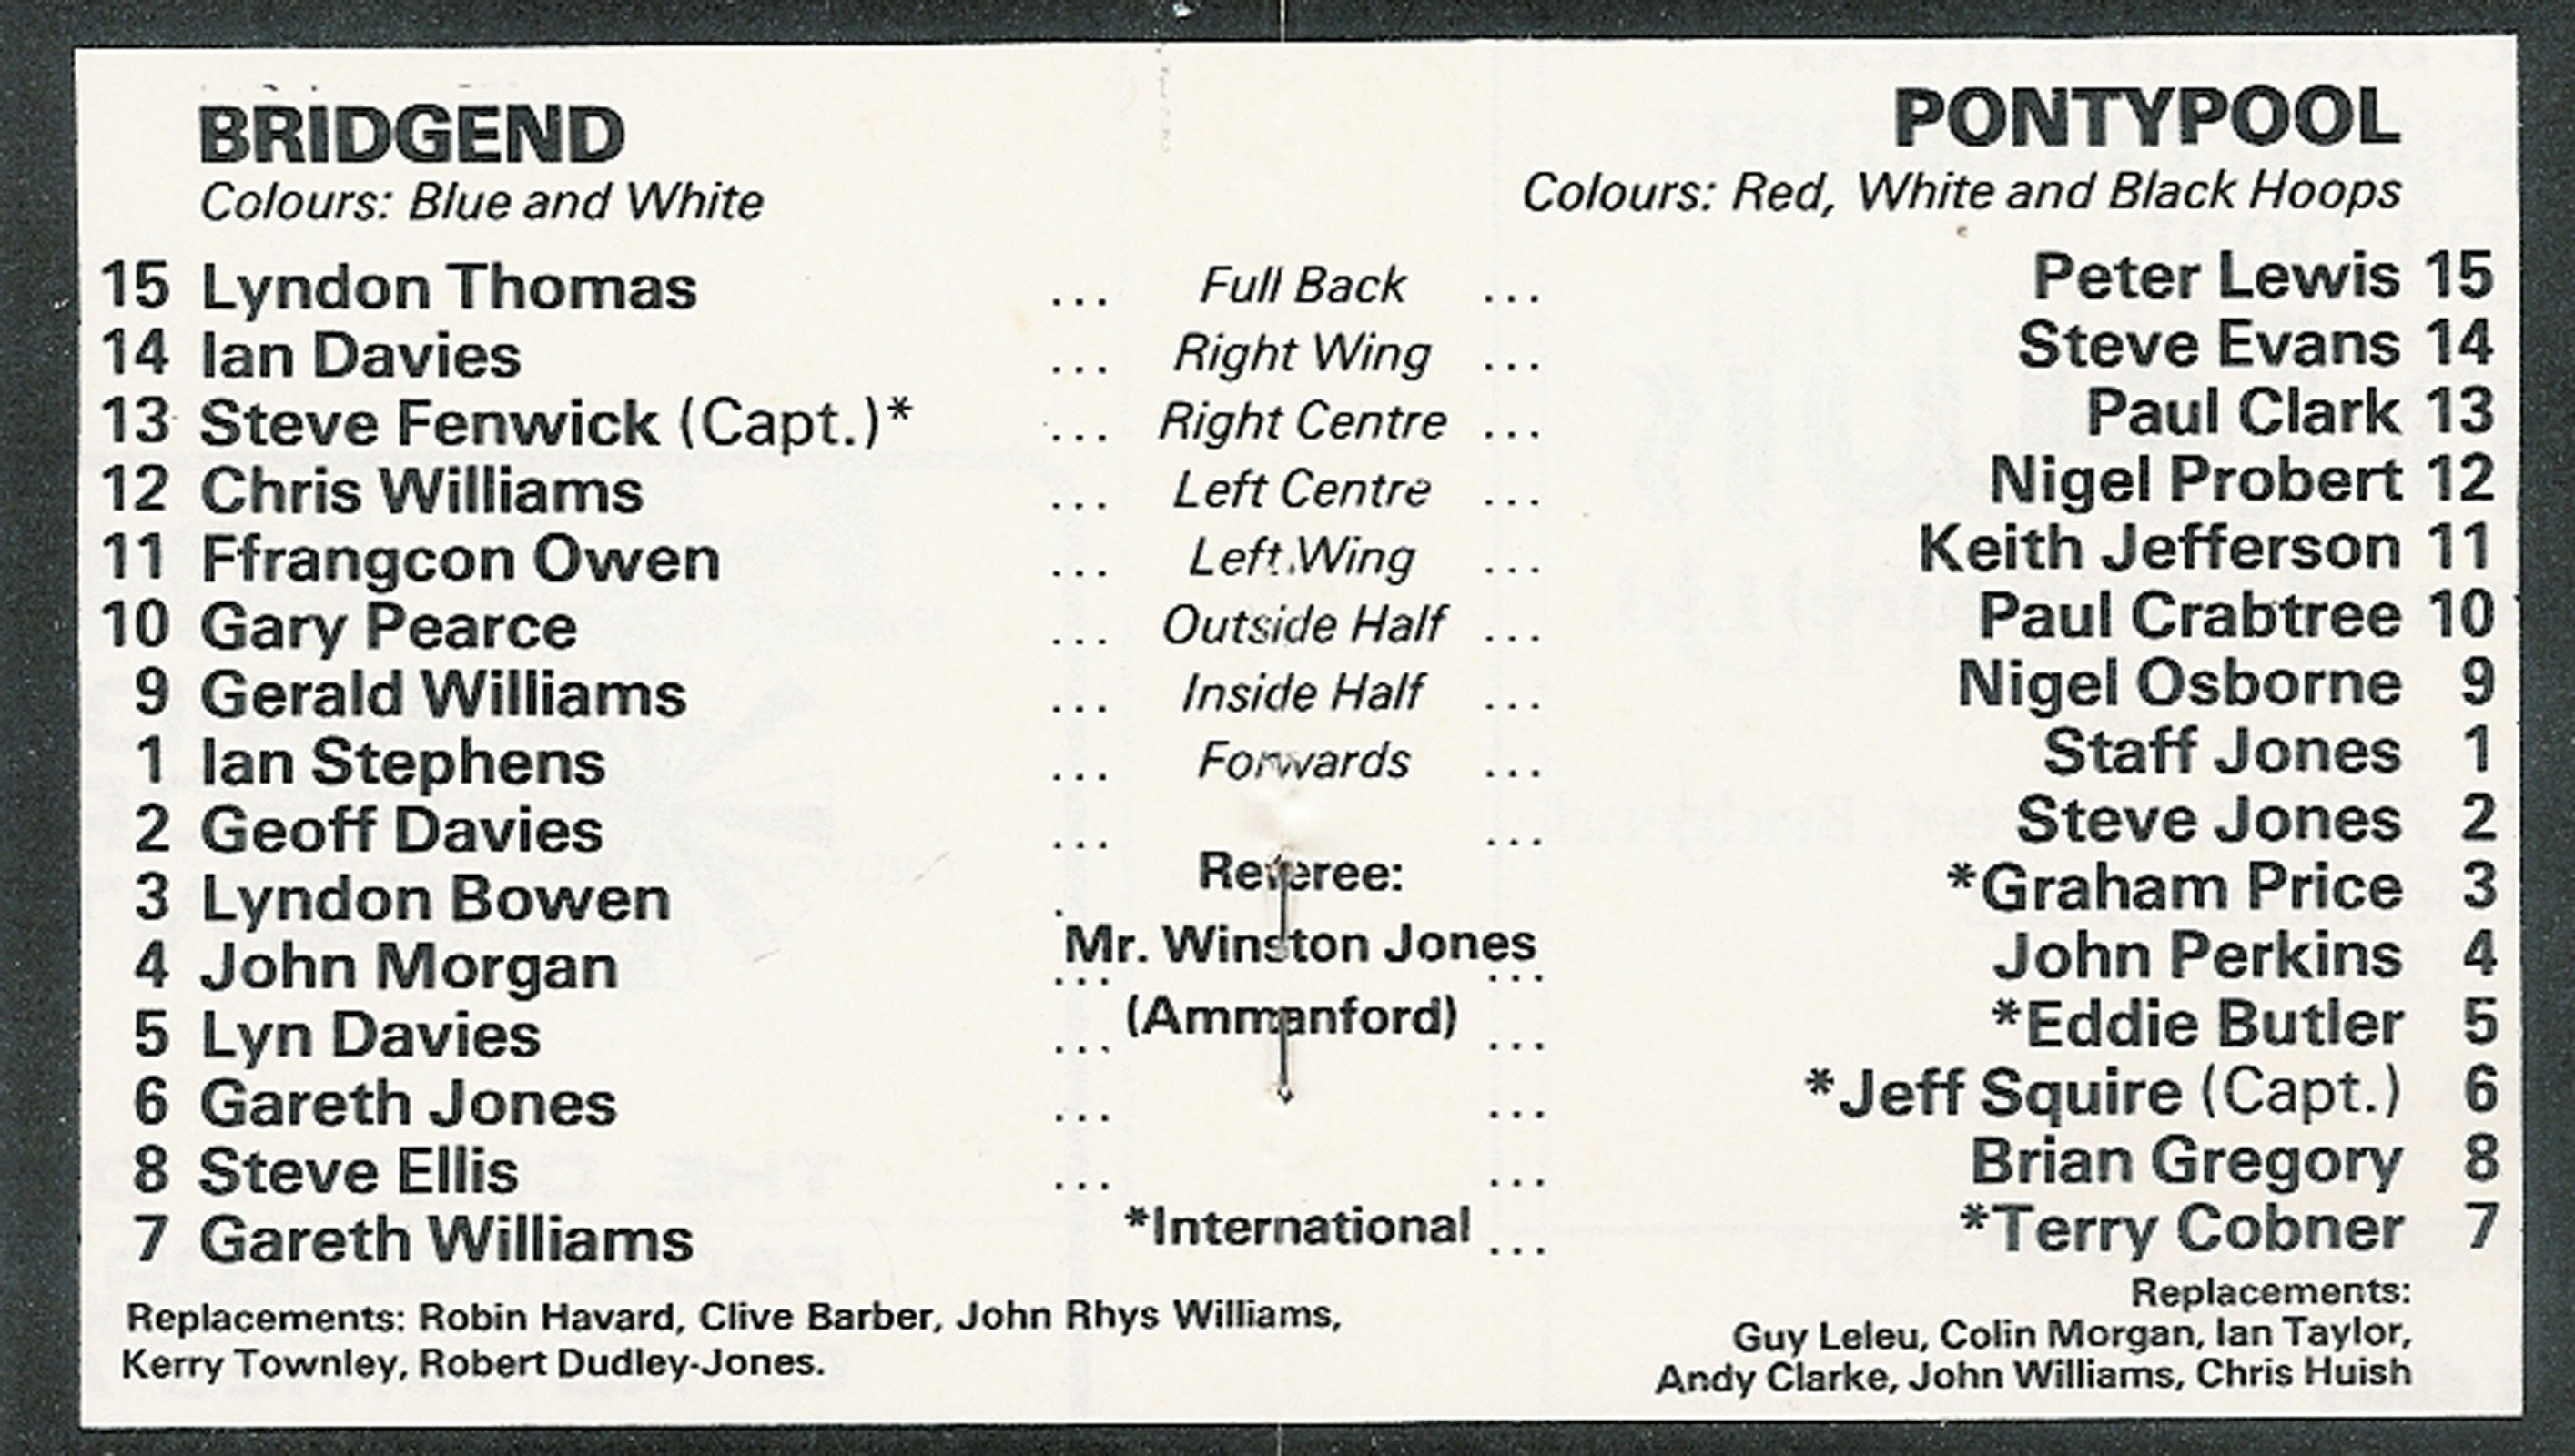 BRIDGEND
Colours: Blue and White
PONTYPOOL
Colours: Red, White and Black Hoops
15 Lyndon Thomas ... Full Back ... Peter Lewis 15
14 Ian Davies ... Right Wing ... Steve Evans 14
13 Steve Fenwick (Capt.)* ... Right Centre ... Paul Clark 13
12 Chris Williams ... Left Centre ... Nigel Probert 12
11 Ffrangcon Owen ... Left Wing ... Keith Jefferson 11
10 Gary Pearce ... Outside Half ... Paul Crabtree 10
9 Gerald Williams ... Inside Half ... Nigel Osborne 9
1 Ian Stephens ... Forwards ... Staff Jones 1
2 Geoff Davies ... ... Steve Jones 2
Referee:
3 Lyndon Bowen . *Graham Price 3
Mr. Winston Jones
4 John Morgan ... ... John Perkins 4
(Ammanford)
5 Lyn Davies ... ... *Eddie Butler 5
6 Gareth Jones ... ... *Jeff Squire (Capt.) 6
8 Steve Ellis ... ... Brian Gregory 8
7 Gareth Williams *International ... *Terry Cobner 7
Replacements: Robin Havard, Clive Barber, John Rhys Williams,
Kerry Townley, Robert Dudley-Jones.
Replacements:
Guy Leleu, Colin Morgan, Ian Taylor,
Andy Clarke, John Williams, Chris Huish